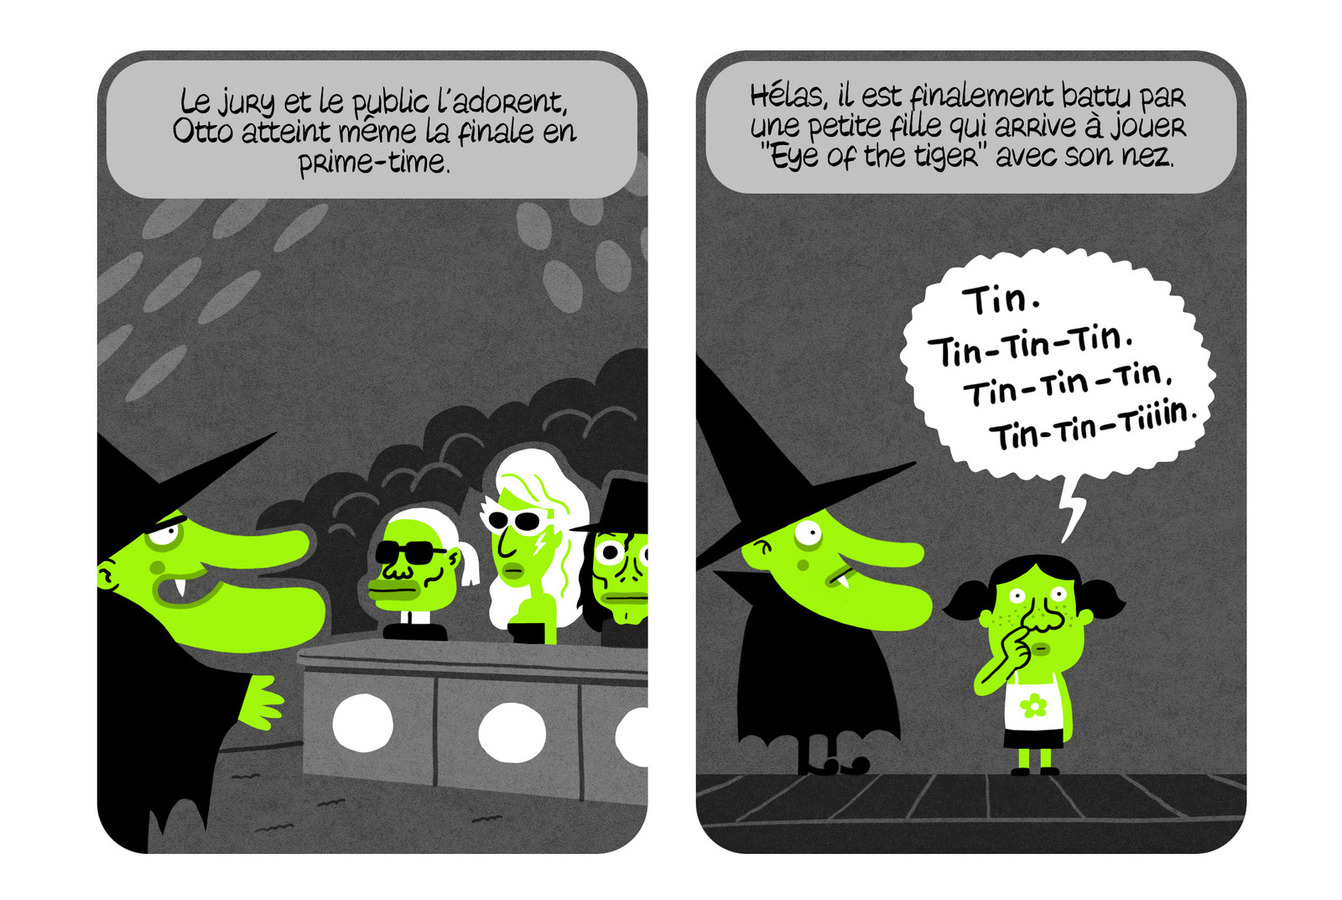 Le jury et le public l'adorent,
Otto atteint même la finale en
prime-time.
Hélas, il est finalement battu par
une petite fille qui arrive à jouer
"Eye of the tiger" avec son nez.
Tin.
Tin-Tin-Tin.
Tin-Tin-Tin,
Tin-Tin-Tiiiin.